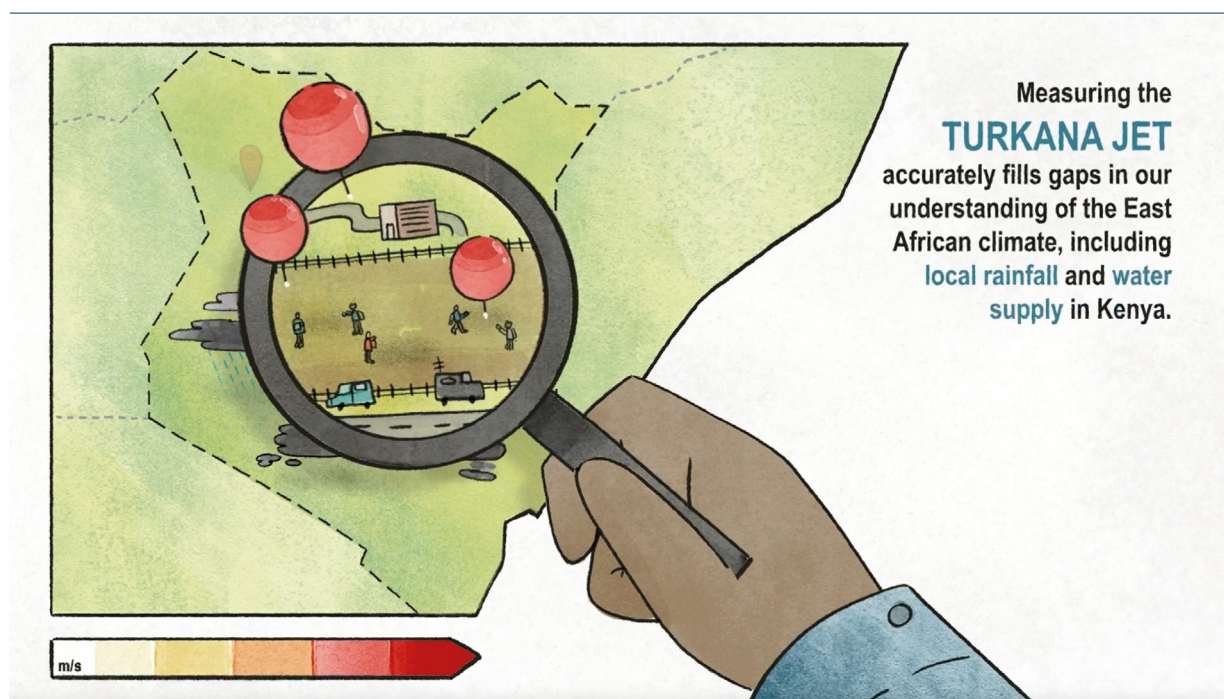 Measuring the
TURKANA JET
accurately fills gaps in our
understanding of the East
African climate, including
local rainfall and water
supply in Kenya.
m/s